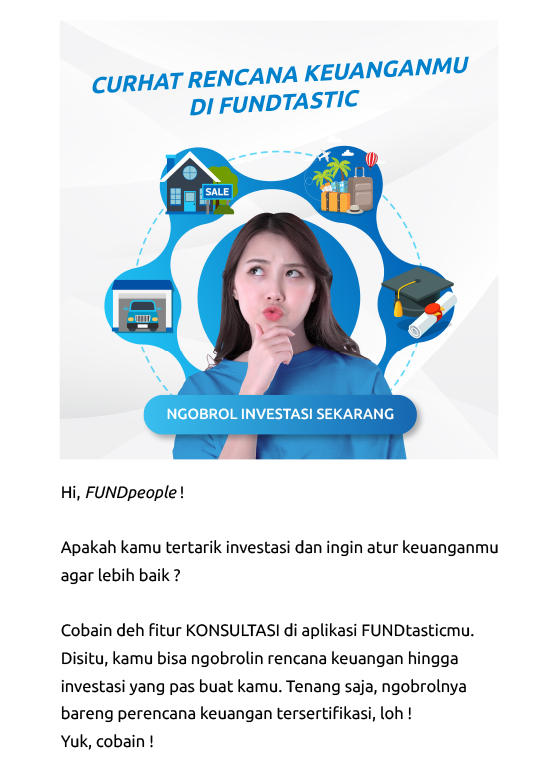 CURHAT RENCANA KEUANGANMU
DI FUNDTASTIC
SALE
NGOBROL INVESTASI SEKARANG
Hi, FUNDpeople !
Apakah kamu tertarik investasi dan ingin atur keuanganmu
agar lebih baik ?
Cobain deh fitur KONSULTASI di aplikasi FUNDtasticmu.
Disitu, kamu bisa ngobrolin rencana keuangan hingga
investasi yang pas buat kamu. Tenang saja, ngobrolnya
bareng perencana keuangan tersertifikasi, loh !
Yuk, cobain !